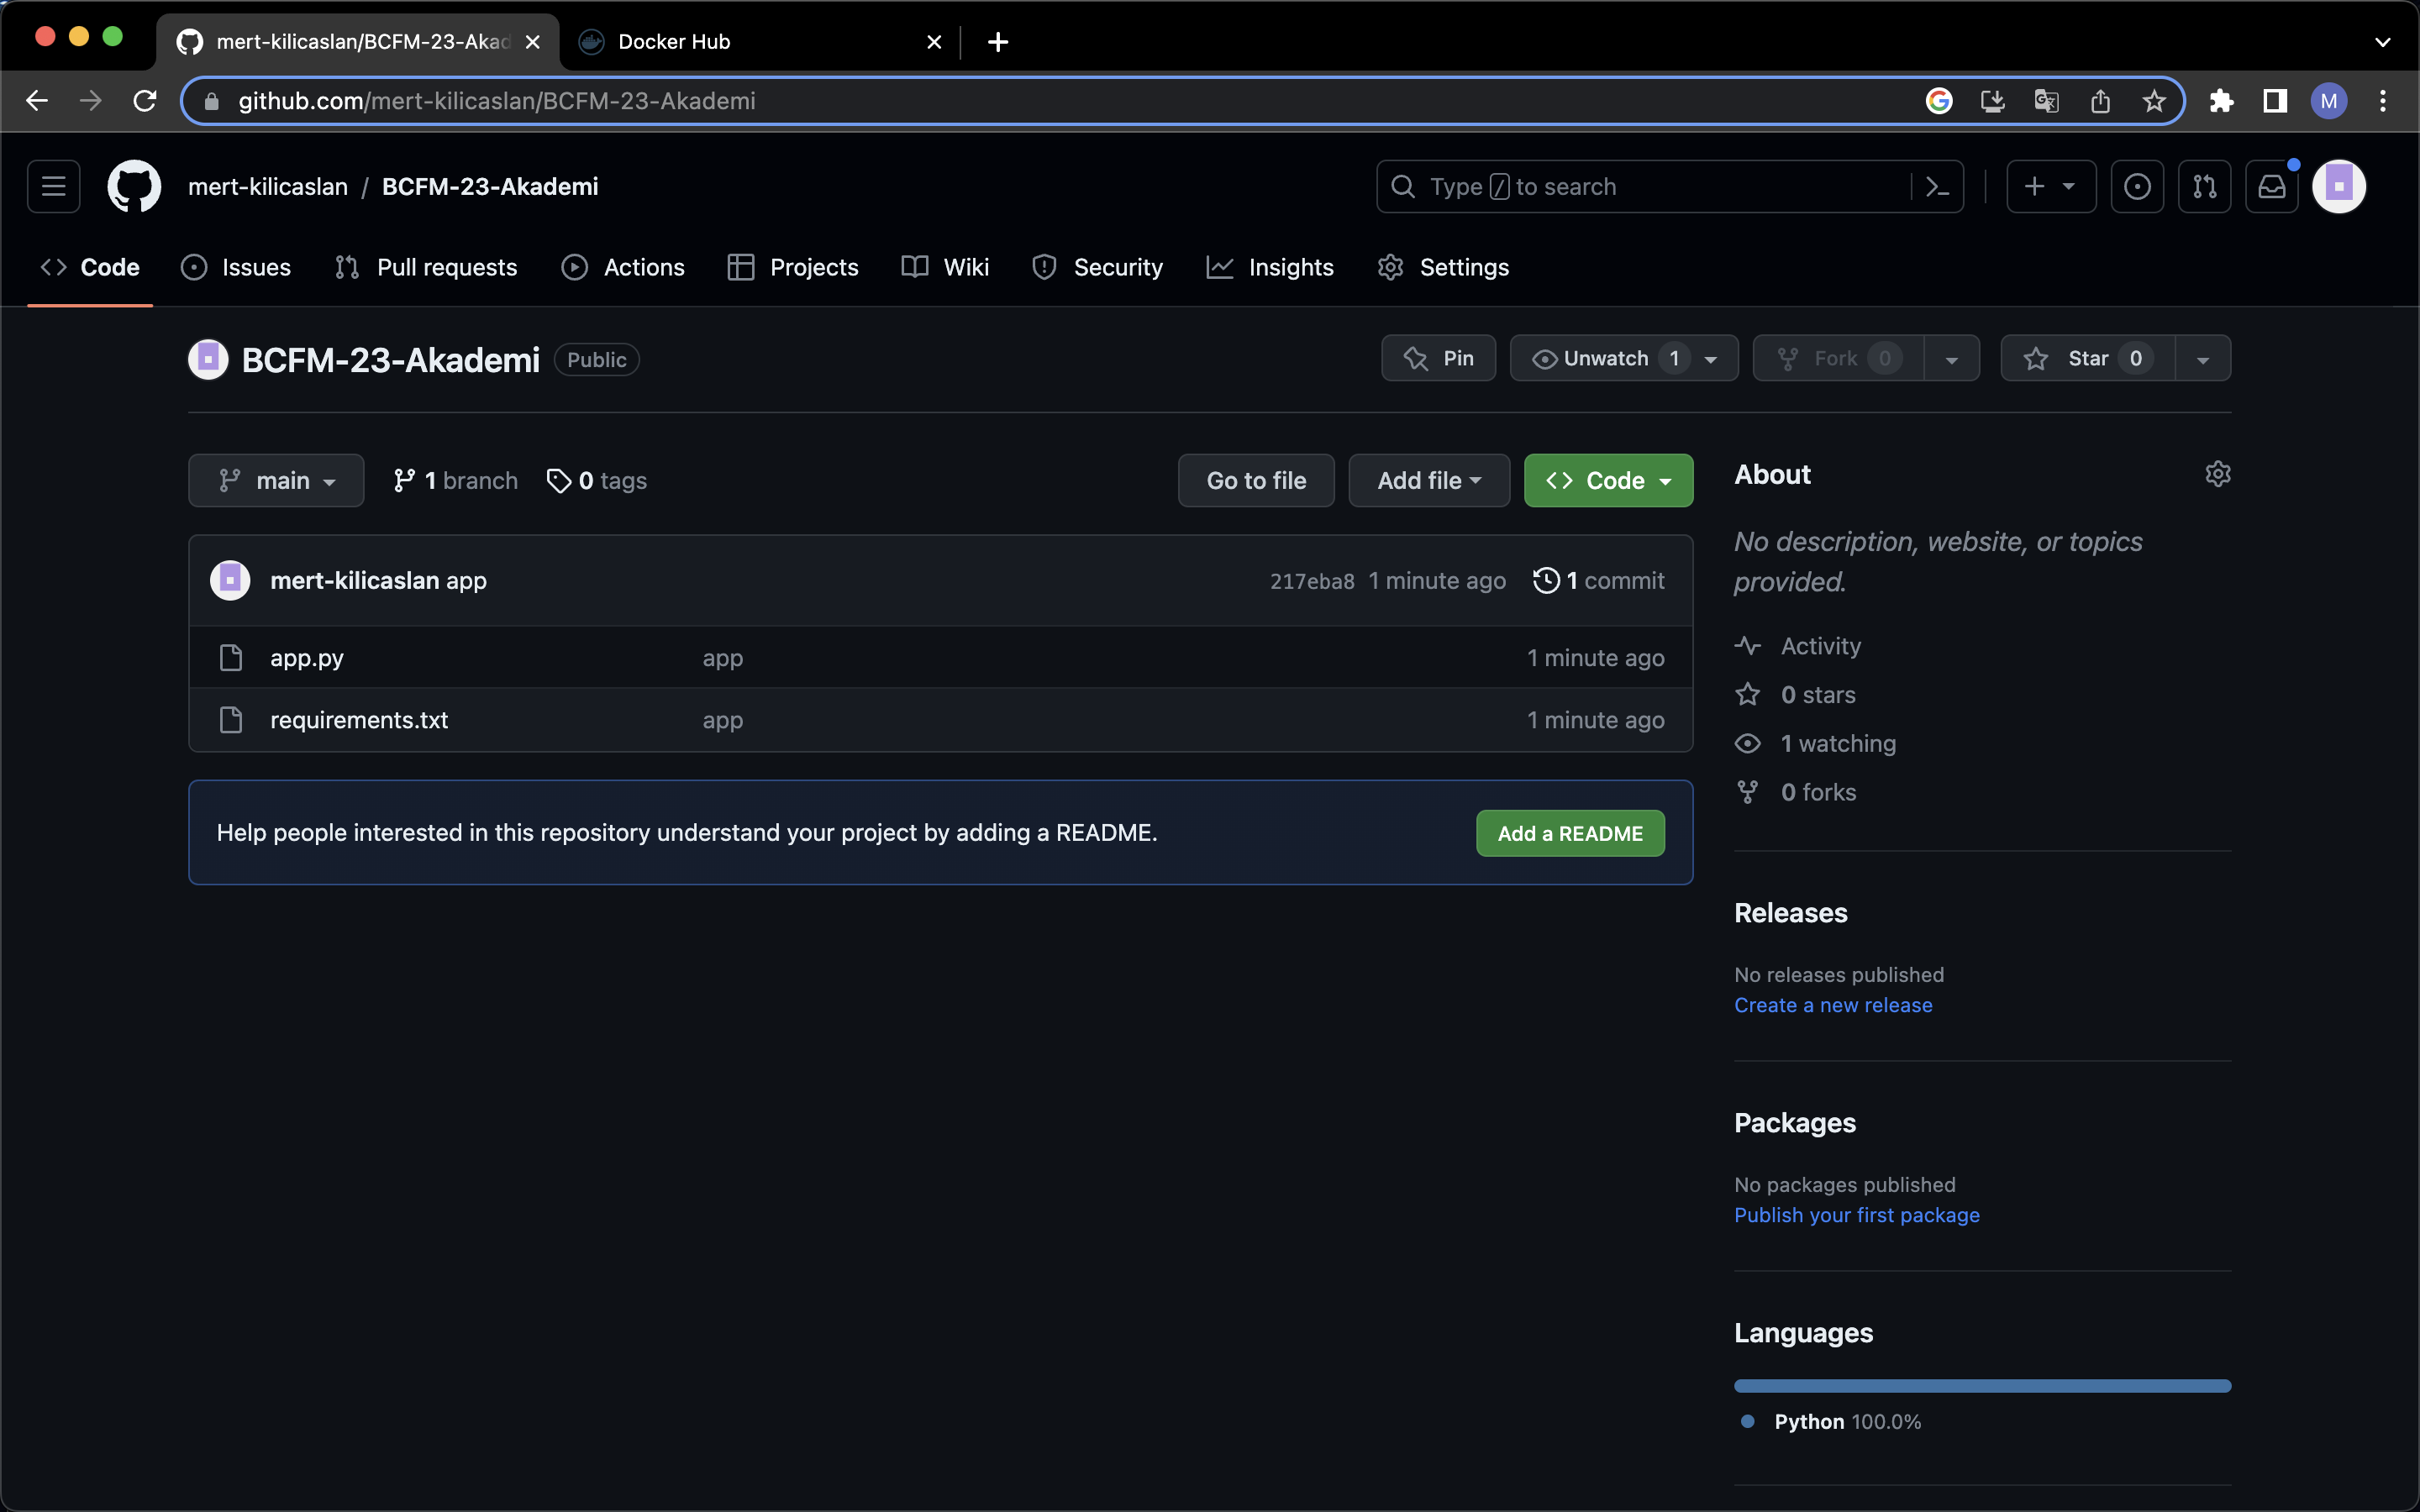 mert-kilicaslan/BCFM-23-Akad
Docker Hub
github.com/mert-kilicaslan/BCFM-23-Akademi
M
mert-kilicaslan / BCFM-23-Akademi
Type / to search
Code Issues Pull requests Actions Projects Wiki Security Insights Settings
BCFM-23-Akademi Public
Pin Unwatch 1 Fork 0 Star 0
main 1 branch 0 tags Go to file Add file Code
mert-kilicaslan app 217eba8 1 minute ago 1 commit
app.py app 1 minute ago
requirements.txt app 1 minute ago
Help people interested in this repository understand your project by adding a README. Add a README
About
No description, website, or topics
provided.
Activity
0 stars
1 watching
0 forks
Releases
No releases published
Create a new release
Packages
No packages published
Publish your first package
Languages
Python 100.0%